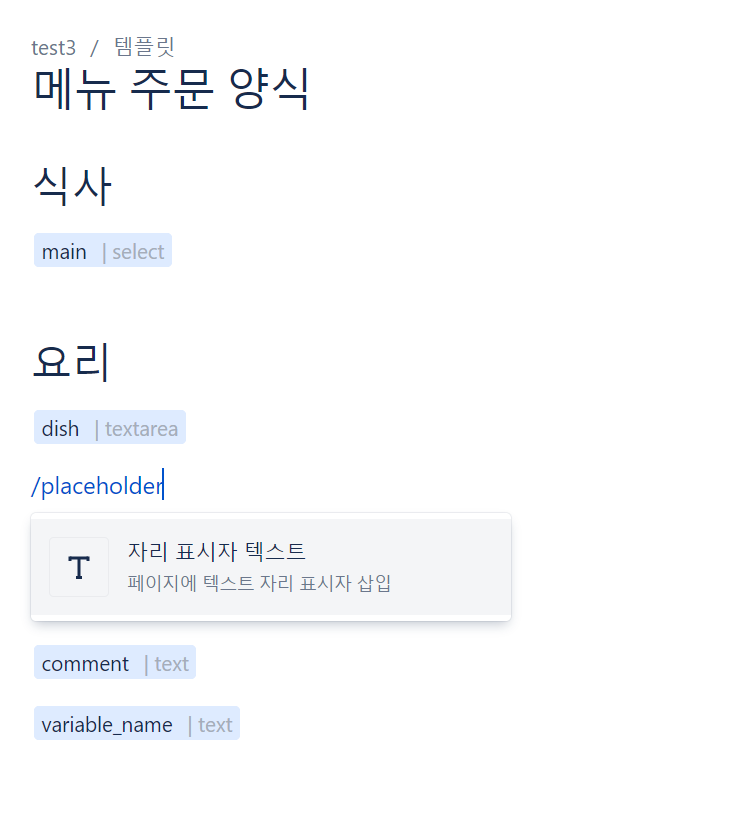 test3 / 템플릿
메뉴 주문 양식
식사
main | select
요리
dish | textarea
/placeholder
T
자리 표시자 텍스트
페이지에 텍스트 자리 표시자 삽입
comment | text
variable_name | text